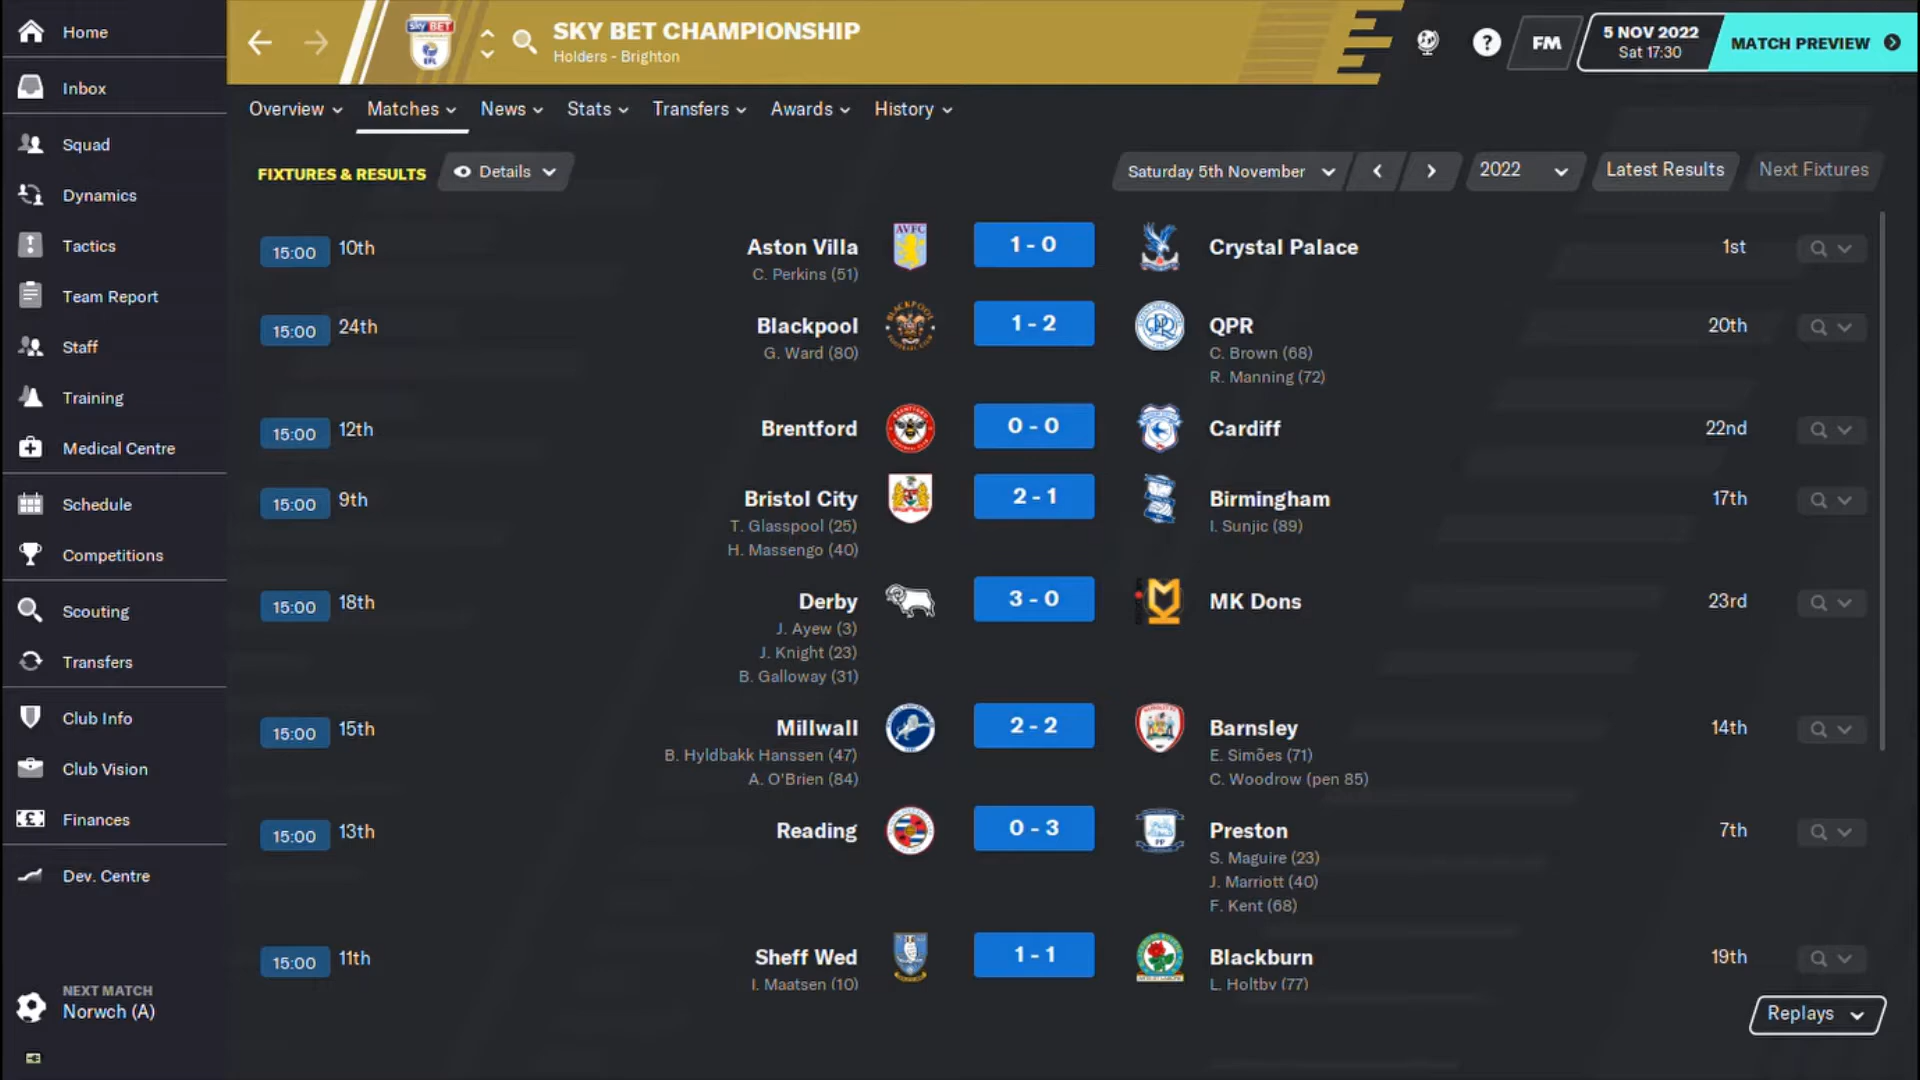 Home
Inbox
Squad
Dynamics
Tactics
Team Report
Staff
Training
Medical Centre
Schedule
Competitions
Scouting
Transfers
Club Info
Club Vision
Finances
Dev. Centre
NEXT MATCH
Norwch (A)
SKY BET CHAMPIONSHIP
Holders - Brighton
sky BET
EFL
FM
5 NOV 2022
Sat 17:30
MATCH PREVIEW
Overview Matches News Stats Transfers Awards History
FIXTURES & RESULTS
Details
Saturday 5th November
2022
Latest Results
Next Fixtures
15:00 10th Aston Villa AVFC 1 - 0 Crystal Palace 1st
C. Perkins (51)
15:00 24th Blackpool 1 - 2 QPR 20th
G. Ward (80) C. Brown (68)
R. Manning (72)
15:00 12th Brentford 0 - 0 Cardiff 22nd
15:00 9th Bristol City 2 - 1 Birmingham 17th
T. Glasspool (25) I. Sunjic (89)
H. Massengo (40)
15:00 18th Derby 3 - 0 MK Dons 23rd
J. Ayew (3)
J. Knight (23)
B. Galloway (31)
15:00 15th Millwall 2 - 2 Barnsley 14th
B. Hyldbakk Hanssen (47) E. Simões (71)
A. O'Brien (84) C. Woodrow (pen 85)
15:00 13th Reading 0 - 3 Preston 7th
S. Maguire (23)
J. Marriott (40)
F. Kent (68)
15:00 11th Sheff Wed 1 - 1 Blackburn 19th
I. Maatsen (10) L. Holtby (77)
Replays